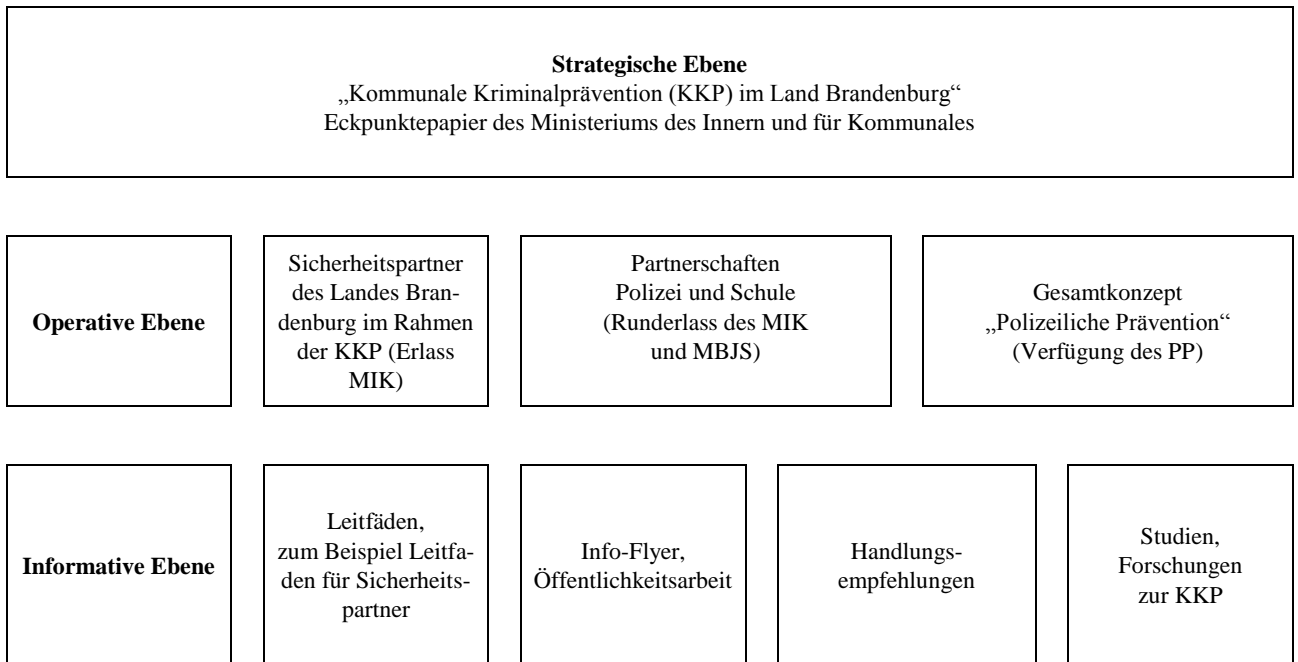 Strategische Ebene
„Kommunale Kriminalprävention (KKP) im Land Brandenburg“
Eckpunktepapier des Ministeriums des Innern und für Kommunales
Operative Ebene
Sicherheitspartner
des Landes Bran-
denburg im Rahmen
der KKP (Erlass
MIK)
Partnerschaften
Polizei und Schule
(Runderlass des MIK
und MBJS)
Gesamtkonzept
„Polizeiliche Prävention“
(Verfügung des PP)
Informative Ebene
Leitfäden,
zum Beispiel Leitfa-
den für Sicherheits-
partner
Info-Flyer,
Öffentlichkeitsarbeit
Handlungs-
empfehlungen
Studien,
Forschungen
zur KKP